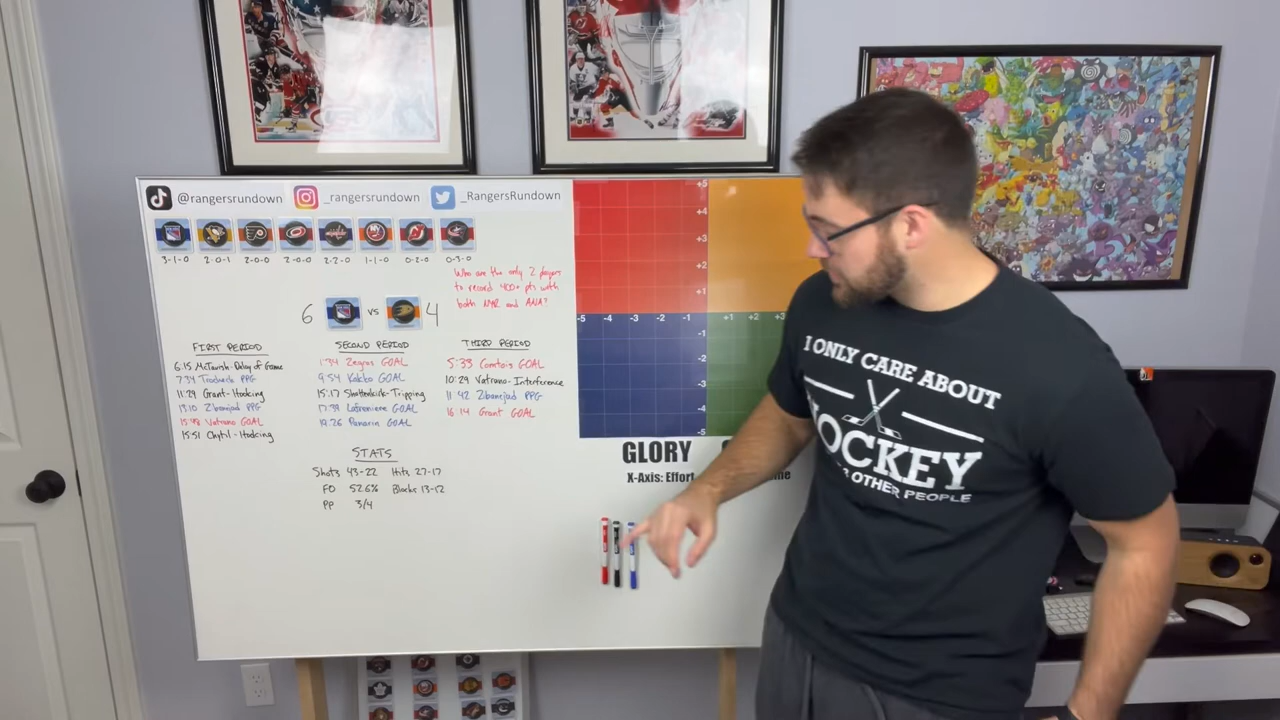 @rangersrundown _rangersrundown _RangersRundown
3-1-0 2-0-1 2-0-0 2-0-0 2-2-0 1-1-0 0-2-0 0-3-0
Who are the only 2 players
to record 400+ pts with
both NYR and ANA?
6 vs 4
FIRST PERIOD
6:15 McTavish-Delay of Game
7:34 Trocheck PPG
11:29 Grant-Hooking
13:10 Zibanejad PPG
15:48 Vatrano GOAL
15:51 Chytil-Hooking
SECOND PERIOD
1:34 Zegras GOAL
9:54 Kakko GOAL
15:17 Shattenkirk-Tripping
17:39 Lafreniere GOAL
19:26 Panarin GOAL
THIRD PERIOD
5:33 Comtois GOAL
10:29 Vatrano-Interference
11:42 Zibanejad PPG
16:14 Grant GOAL
STATS
Shots 43-22 Hits 27-17
FO 52.6% Blocks 13-12
PP 3/4
+5
+4
+3
+2
+1
-5 -4 -3 -2 -1 +1 +2 +3
-1
-2
-3
-4
-5
GLORY
X-Axis: Effort
I ONLY CARE ABOUT
HOCKEY
OTHER PEOPLE